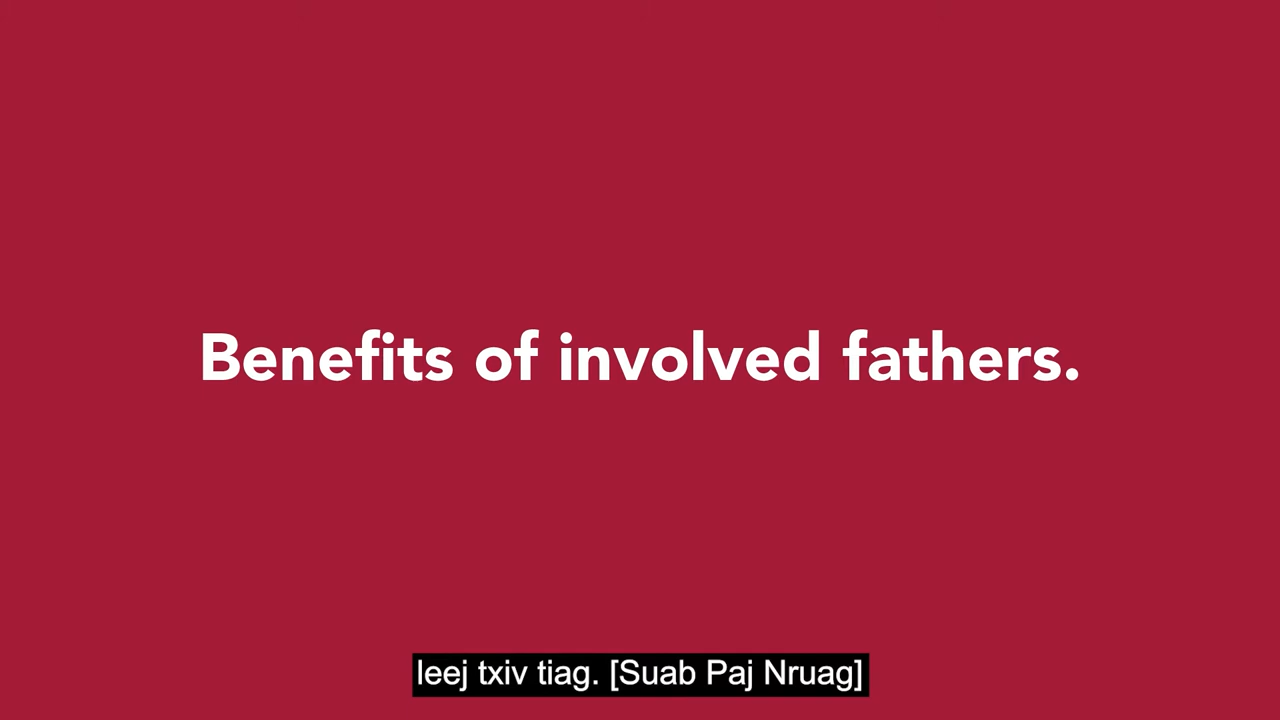 Benefits of involved fathers.
leej txiv tiag. [Suab Paj Nruag]